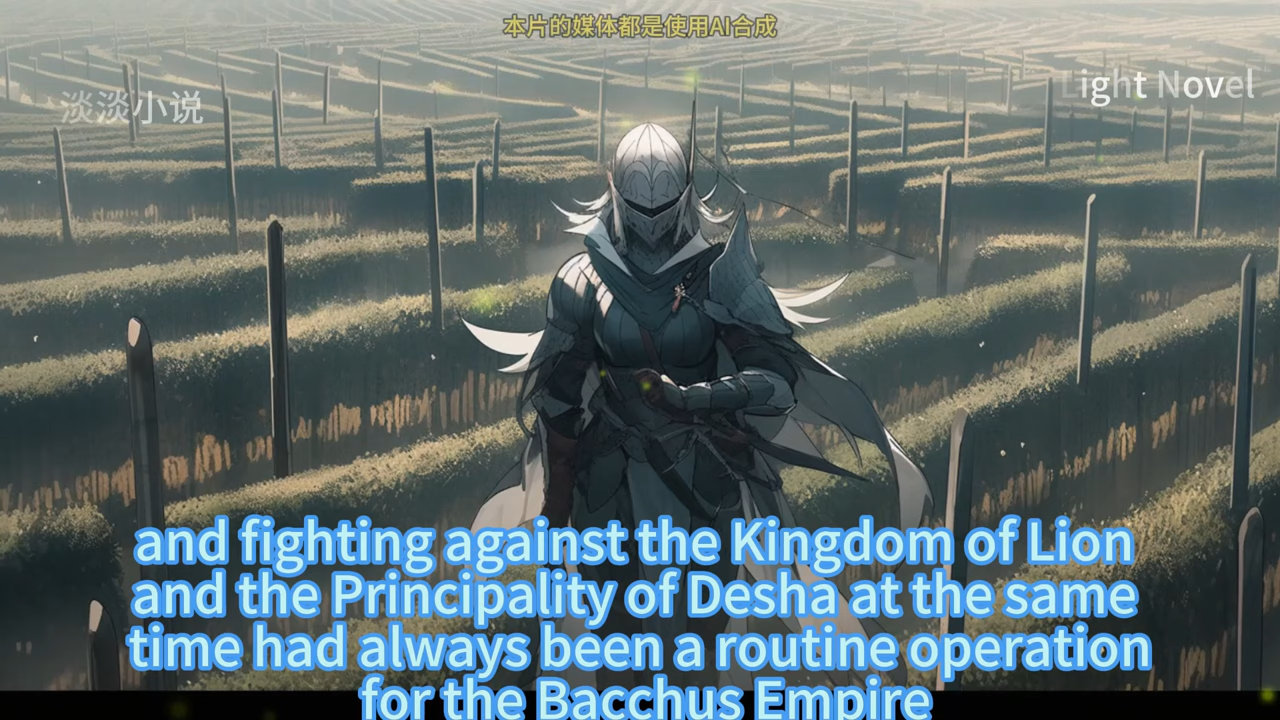 本片的媒体都是使用AI合成
淡淡小说
Light Novel
and fighting against the Kingdom of Lion
and the Principality of Desha at the same
time had always been a routine operation
for the Bacchus Empire